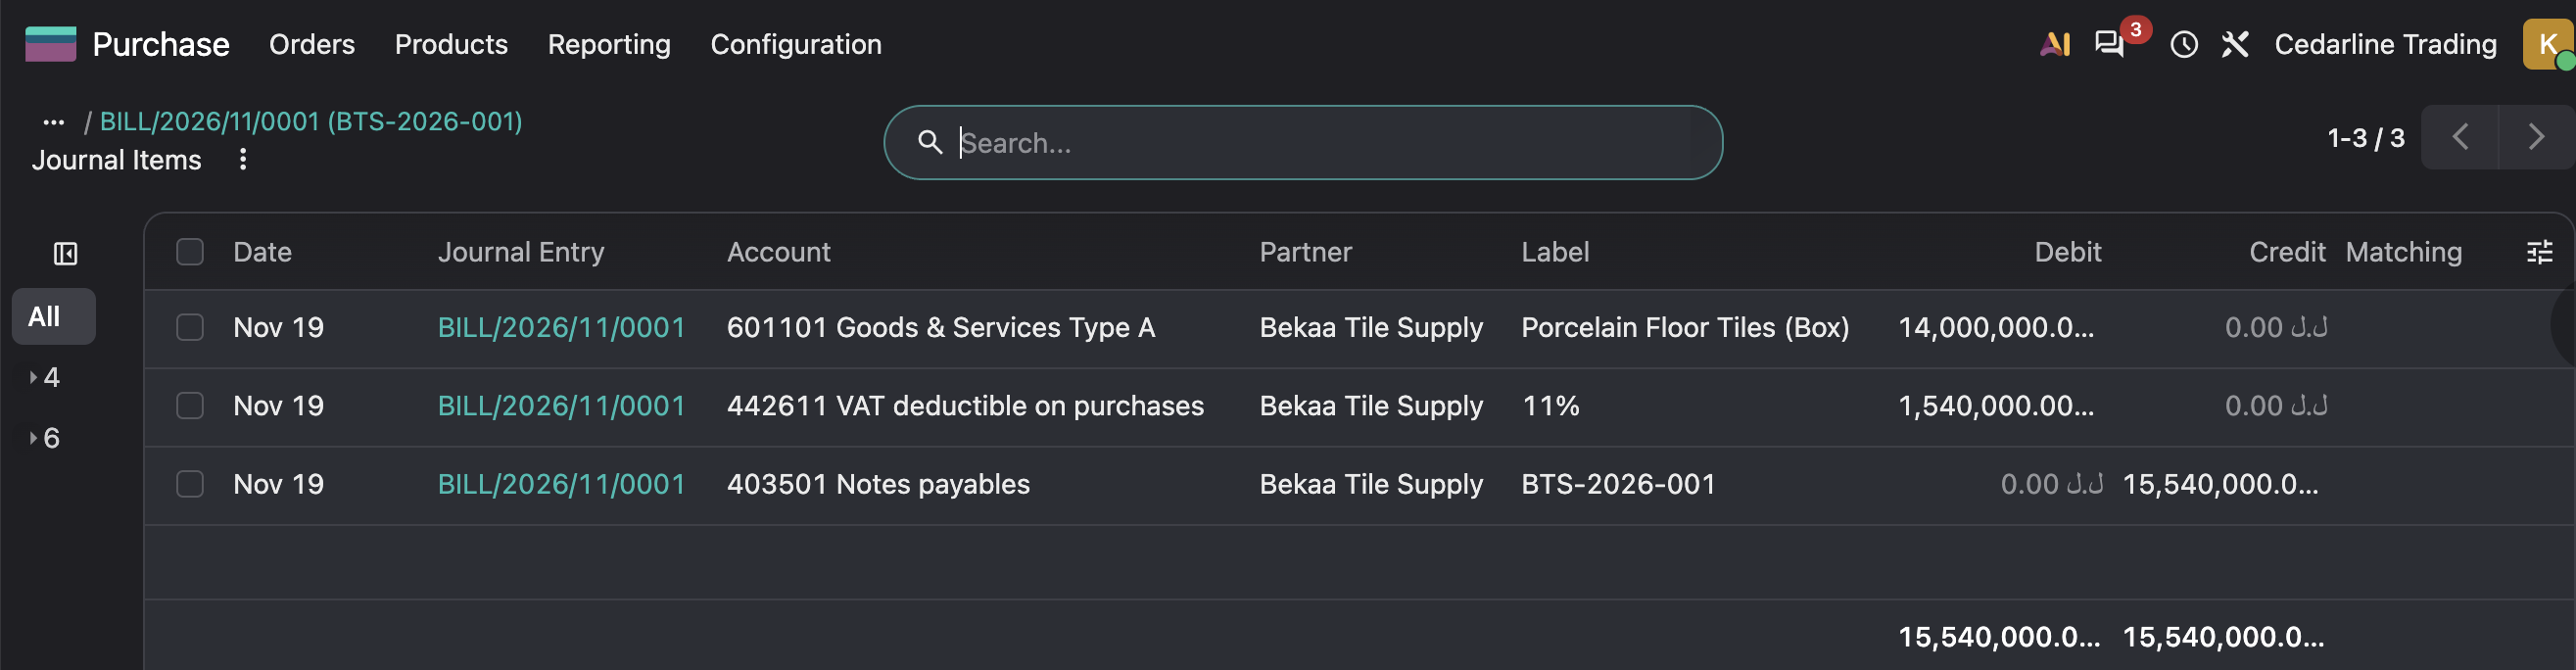 Purchase Orders Products Reporting Configuration AI 3 Cedarline Trading K
... / BILL/2026/11/0001 (BTS-2026-001)
Journal Items
Search...
1-3 / 3
Date Journal Entry Account Partner Label Debit Credit Matching
All
4
6
Nov 19 BILL/2026/11/0001 601101 Goods & Services Type A Bekaa Tile Supply Porcelain Floor Tiles (Box) 14,000,000.0... 0.00 ل.ل
Nov 19 BILL/2026/11/0001 442611 VAT deductible on purchases Bekaa Tile Supply 11% 1,540,000.00... 0.00 ل.ل
Nov 19 BILL/2026/11/0001 403501 Notes payables Bekaa Tile Supply BTS-2026-001 0.00 ل.ل 15,540,000.0...
15,540,000.0... 15,540,000.0...